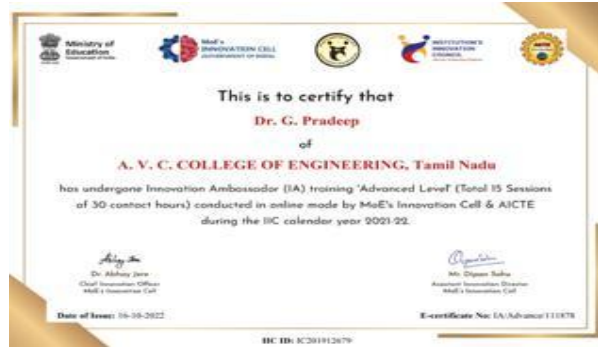 Ministry of
Education
Government of India
MoE's
INNOVATION CELL
(GOVERNMENT OF INDIA)
INSTITUTION'S
INNOVATION
COUNCIL
This is to certify that
Dr. G. Pradeep
of
A. V. C. COLLEGE OF ENGINEERING, Tamil Nadu
has undergone Innovation Ambassador (IA) training 'Advanced Level' (Total 15 Sessions
of 30 contact hours) conducted in online mode by MoE's Innovation Cell & AICTE
during the IIC calendar year 2021-22.
Dr. Abhay Jere
Chief Innovation Officer
MoE's Innovation Cell
Mr. Dipan Sahu
Assistant Innovation Director
MoE's Innovation Cell
Date of Issue: 16-10-2022
E-certificate No: IA/Advance/111878
IIC ID: IC201912679